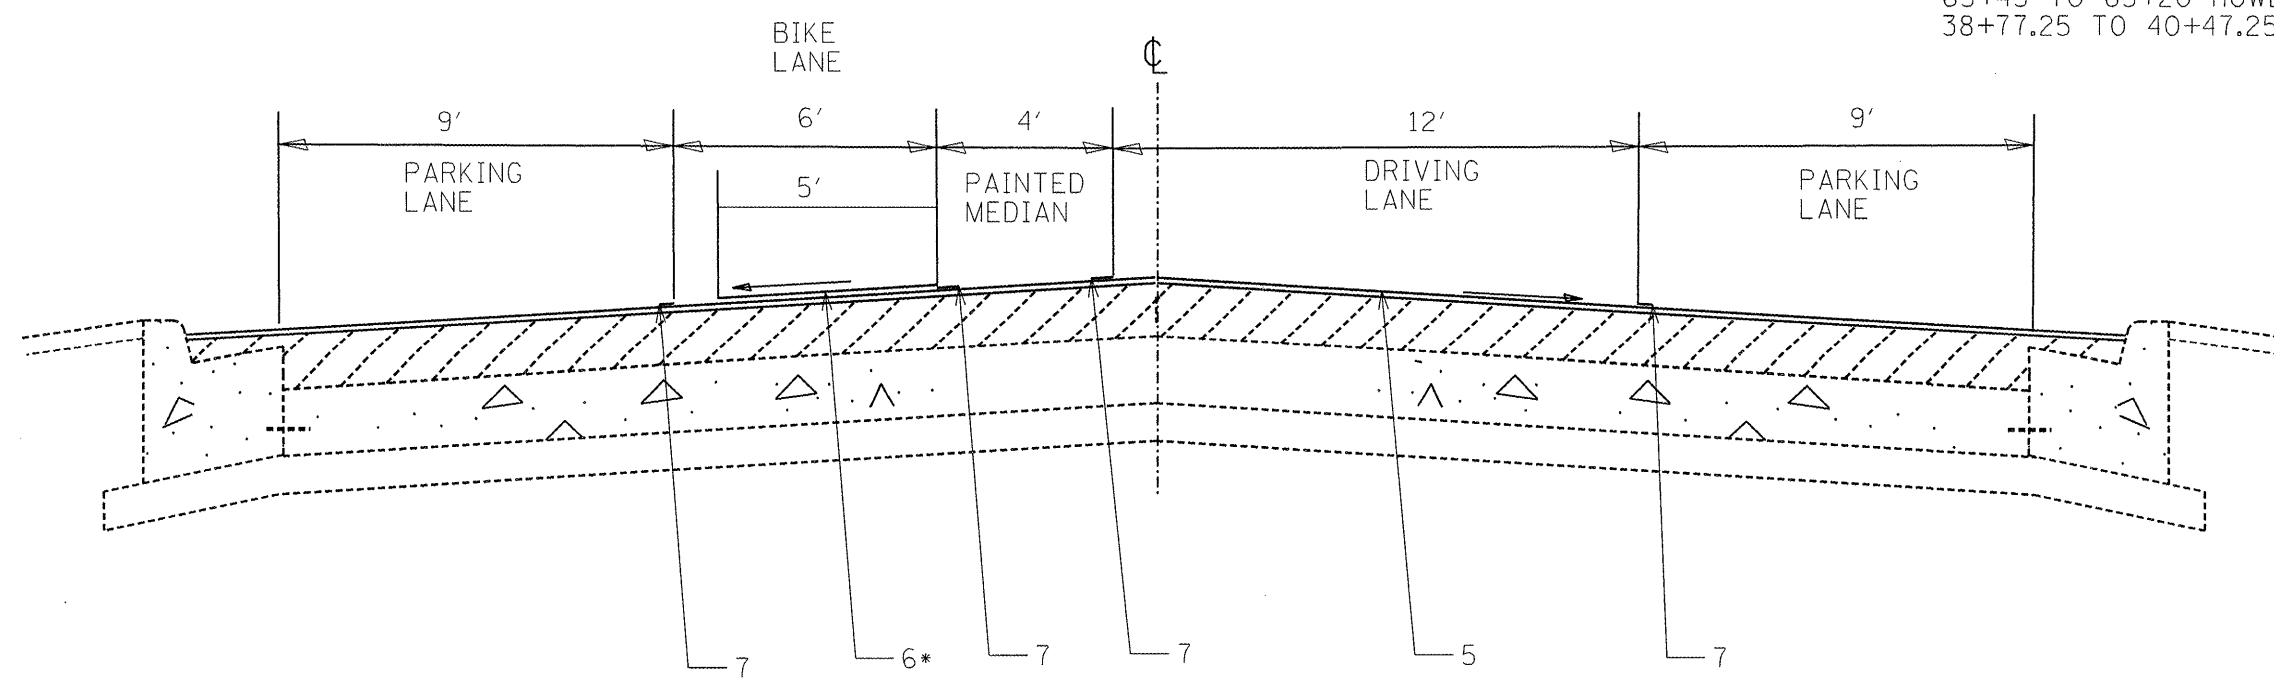 38+77.25 TO 40+47.25
BIKE
LANE
℄
9′
6′
4′
12′
9′
PARKING
LANE
5′
PAINTED
MEDIAN
DRIVING
LANE
PARKING
LANE
7
6*
7
7
5
7